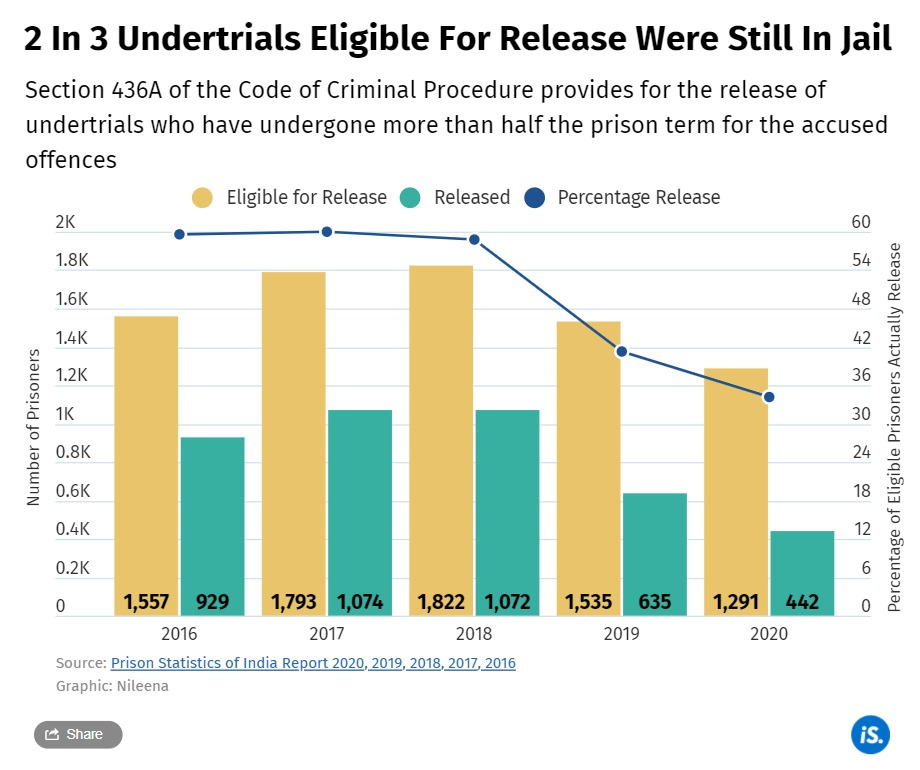 2 In 3 Undertrials Eligible For Release Were Still In Jail
Section 436A of the Code of Criminal Procedure provides for the release of
undertrials who have undergone more than half the prison term for the accused
offences
Eligible for Release Released Percentage Release
2K 60
1.8K 54
1.6K 48
1.4K 42
1.2K 36
1K 30
0.8K 24
0.6K 18
0.4K 12
0.2K 6
0 0
Number of Prisoners
Percentage of Eligible Prisoners Actually Release
1,557 929 1,793 1,074 1,822 1,072 1,535 635 1,291 442
2016 2017 2018 2019 2020
Source: Prison Statistics of India Report 2020, 2019, 2018, 2017, 2016
Graphic: Nileena
Share
iS.